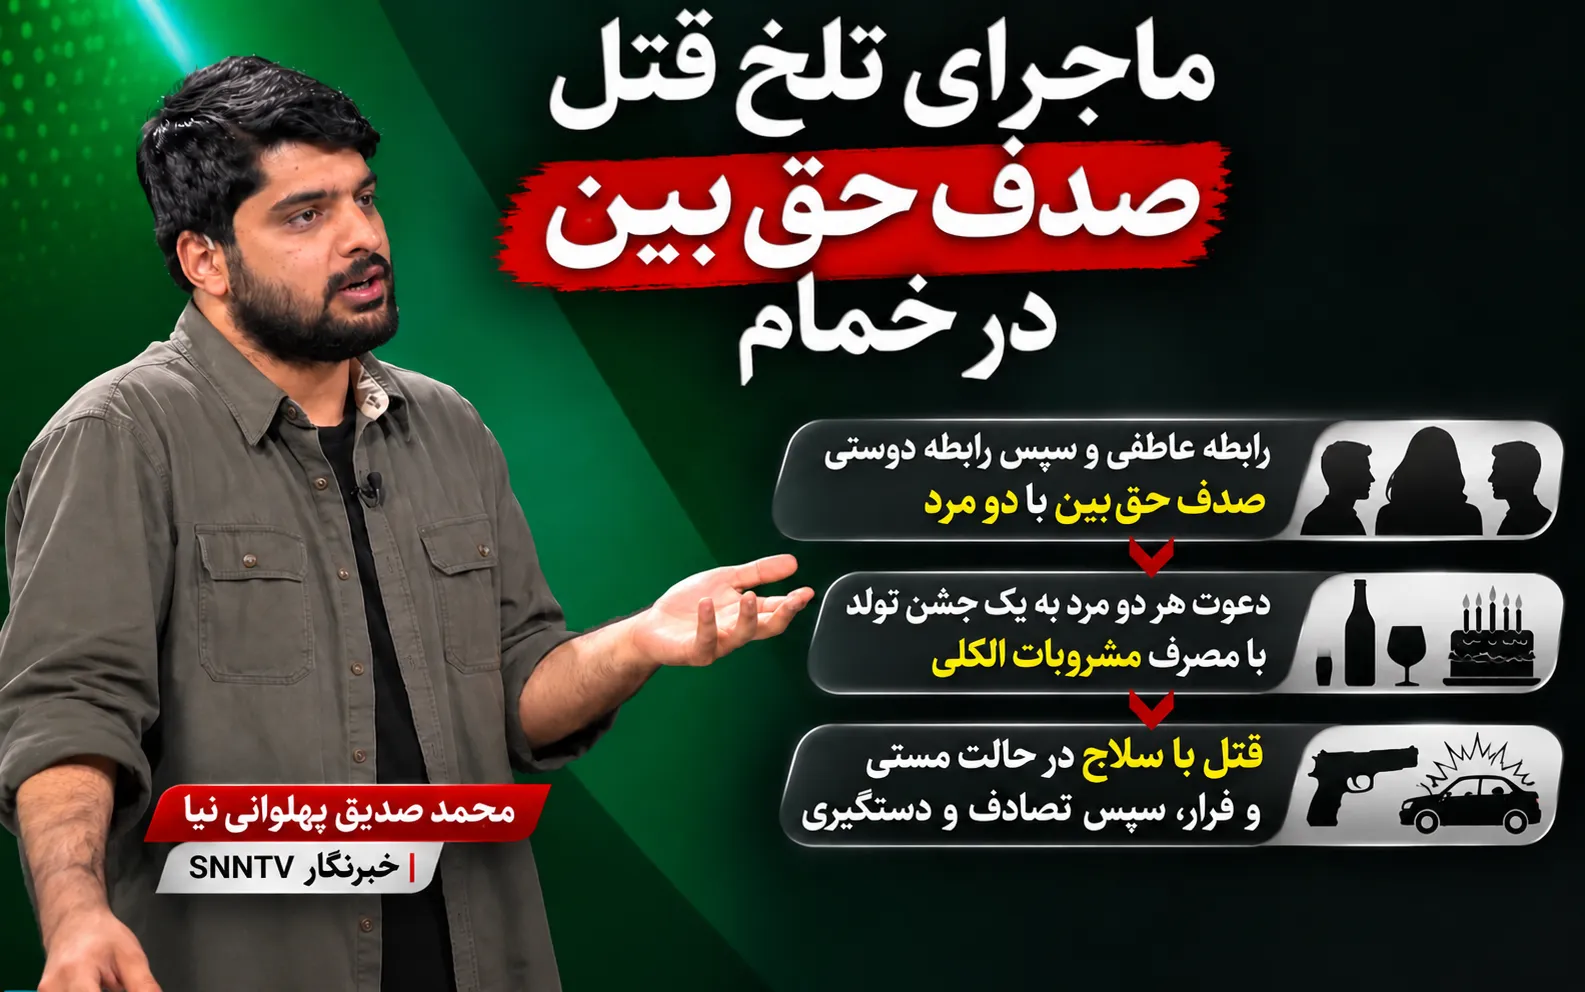 ماجرای تلخ قتل
صدف حق بین
در خمام
رابطه عاطفی و سپس رابطه دوستی
صدف حق‌بین با دو مرد
دعوت هر دو مرد به یک جشن تولد
با مصرف مشروبات الکلی
قتل با سلاح در حالت مستی
و فرار، سپس تصادف و دستگیری
محمد صدیق پهلوانی نیا
| خبرنگار SNNTV